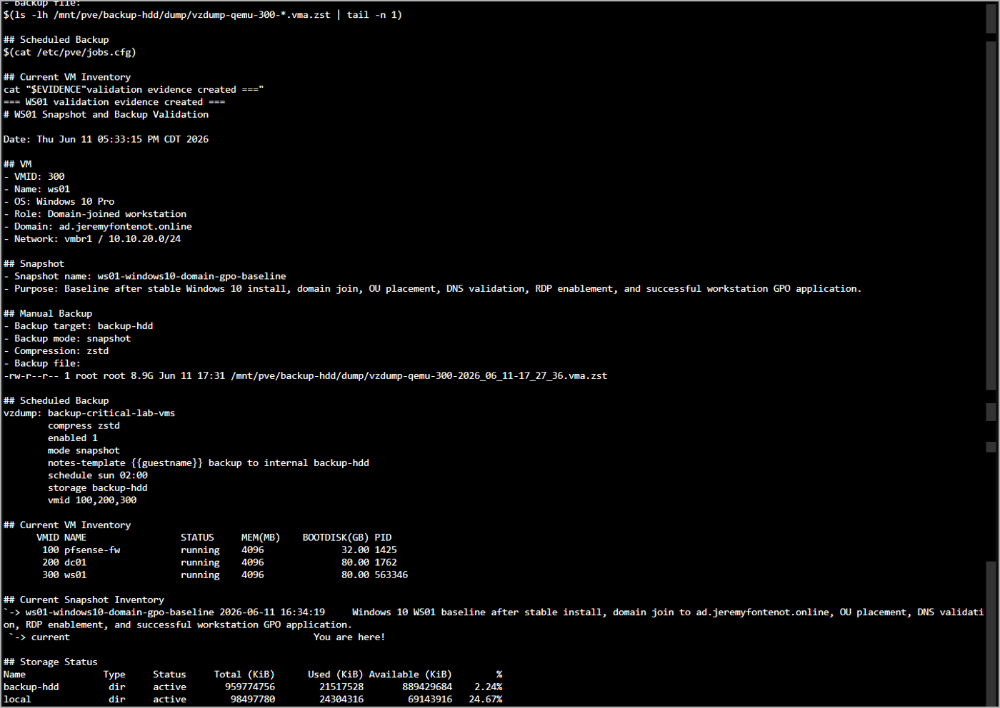 - Backup file:
$(ls -lh /mnt/pve/backup-hdd/dump/vzdump-qemu-300-*.vma.zst | tail -n 1)
## Scheduled Backup
$(cat /etc/pve/jobs.cfg)
## Current VM Inventory
cat "$EVIDENCE"validation evidence created ==="
=== WS01 validation evidence created ===
# WS01 Snapshot and Backup Validation
Date: Thu Jun 11 05:33:15 PM CDT 2026
## VM
- VMID: 300
- Name: ws01
- OS: Windows 10 Pro
- Role: Domain-joined workstation
- Domain: ad.jeremyfontenot.online
- Network: vmbr1 / 10.10.20.0/24
## Snapshot
- Snapshot name: ws01-windows10-domain-gpo-baseline
- Purpose: Baseline after stable Windows 10 install, domain join, OU placement, DNS validation, RDP enablement, and successful workstation GPO application.
## Manual Backup
- Backup target: backup-hdd
- Backup mode: snapshot
- Compression: zstd
- Backup file:
-rw-r--r-- 1 root root 8.9G Jun 11 17:31 /mnt/pve/backup-hdd/dump/vzdump-qemu-300-2026_06_11-17_27_36.vma.zst
## Scheduled Backup
vzdump: backup-critical-lab-vms
compress zstd
enabled 1
mode snapshot
notes-template {{guestname}} backup to internal backup-hdd
schedule sun 02:00
storage backup-hdd
vmid 100,200,300
## Current VM Inventory
VMID NAME STATUS MEM(MB) BOOTDISK(GB) PID
100 pfsense-fw running 4096 32.00 1425
200 dc01 running 4096 80.00 1762
300 ws01 running 4096 80.00 563346
## Current Snapshot Inventory
`-> ws01-windows10-domain-gpo-baseline 2026-06-11 16:34:19 Windows 10 WS01 baseline after stable install, domain join to ad.jeremyfontenot.online, OU placement, DNS validati
on, RDP enablement, and successful workstation GPO application.
`-> current You are here!
## Storage Status
Name Type Status Total (KiB) Used (KiB) Available (KiB) %
backup-hdd dir active 959774756 21517528 889429684 2.24%
local dir active 98497780 24304316 69143916 24.67%